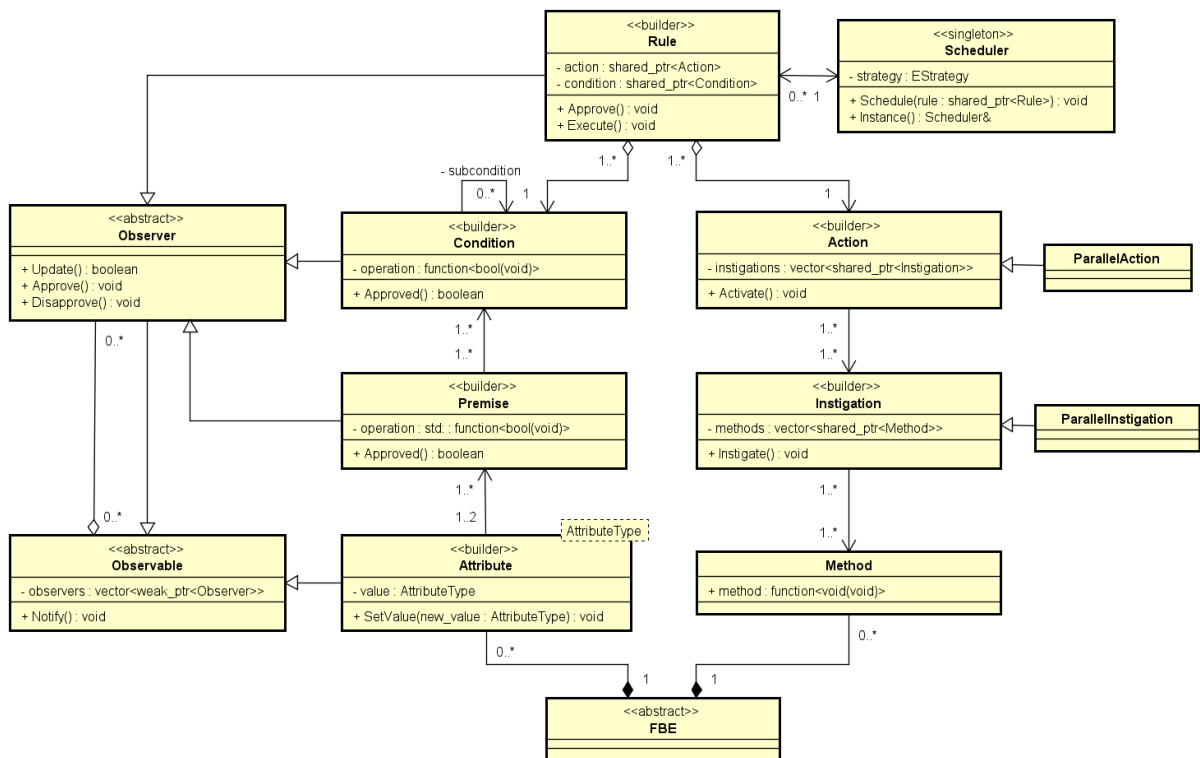 <<builder>>
Rule
- action : shared_ptr<Action>
- condition : shared_ptr<Condition>
+ Approve() : void
+ Execute() : void
<<singleton>>
Scheduler
- strategy : EStrategy
+ Schedule(rule : shared_ptr<Rule>) : void
+ Instance() : Scheduler&
0..* 1
1..*
1..*
- subcondition
0..*
1
1
<<abstract>>
Observer
+ Update() : boolean
+ Approve() : void
+ Disapprove() : void
<<builder>>
Condition
- operation : function<bool(void)>
+ Approved() : boolean
<<builder>>
Action
- instigations : vector<shared_ptr<Instigation>>
+ Activate() : void
ParallelAction
0..*
1..*
1..*
1..*
1..*
<<builder>>
Premise
- operation : std: : function<bool(void)>
+ Approved() : boolean
<<builder>>
Instigation
- methods : vector<shared_ptr<Method>>
+ Instigate() : void
ParallelInstigation
0..*
1..*
1..2
1..*
1..*
AttributeType
<<abstract>>
Observable
- observers : vector<weak_ptr<Observer>>
+ Notify() : void
<<builder>>
Attribute
- value : AttributeType
+ SetValue(new_value : AttributeType) : void
Method
+ method : function<void(void)>
0..*
1
1
0..*
<<abstract>>
FBE